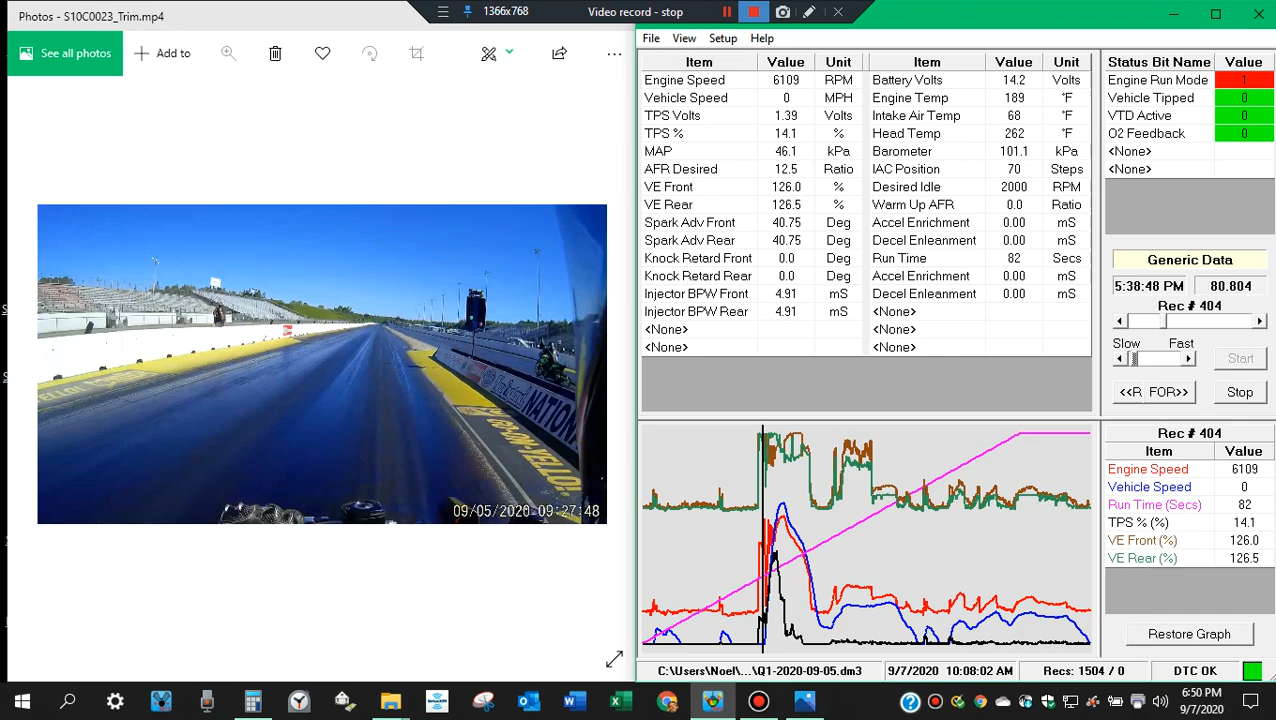 Photos - S10C0023_Trim.mp4
1366x768
Video record - stop
See all photos
Add to
File View Setup Help
Item Value Unit Item Value Unit
Engine Speed 6109 RPM Battery Volts 14.2 Volts
Vehicle Speed 0 MPH Engine Temp 189 °F
TPS Volts 1.39 Volts Intake Air Temp 68 °F
TPS % 14.1 % Head Temp 262 °F
MAP 46.1 kPa Barometer 101.1 kPa
AFR Desired 12.5 Ratio IAC Position 70 Steps
VE Front 126.0 % Desired Idle 2000 RPM
VE Rear 126.5 % Warm Up AFR 0.0 Ratio
Spark Adv Front 40.75 Deg Accel Enrichment 0.00 mS
Spark Adv Rear 40.75 Deg Decel Enleanment 0.00 mS
Knock Retard Front 0.0 Deg Run Time 82 Secs
Knock Retard Rear 0.0 Deg Accel Enrichment 0.00 mS
Injector BPW Front 4.91 mS Decel Enleanment 0.00 mS
Injector BPW Rear 4.91 mS <None>
<None> <None>
<None> <None>
Status Bit Name Value
Engine Run Mode 1
Vehicle Tipped 0
VTD Active 0
O2 Feedback 0
<None>
<None>
Generic Data
5:38:48 PM 80.804
Rec # 404
Slow Fast
Start
<<R FOR>>
Stop
NATION
09/05/2020 09:27:48
Rec # 404
Item Value
Engine Speed 6109
Vehicle Speed 0
Run Time (Secs) 82
TPS % (%) 14.1
VE Front (%) 126.0
VE Rear (%) 126.5
Restore Graph
C:\Users\Noel\...\Q1-2020-09-05.dm3 9/7/2020 10:08:02 AM Recs: 1504 / 0 DTC OK
6:50 PM
9/7/2020